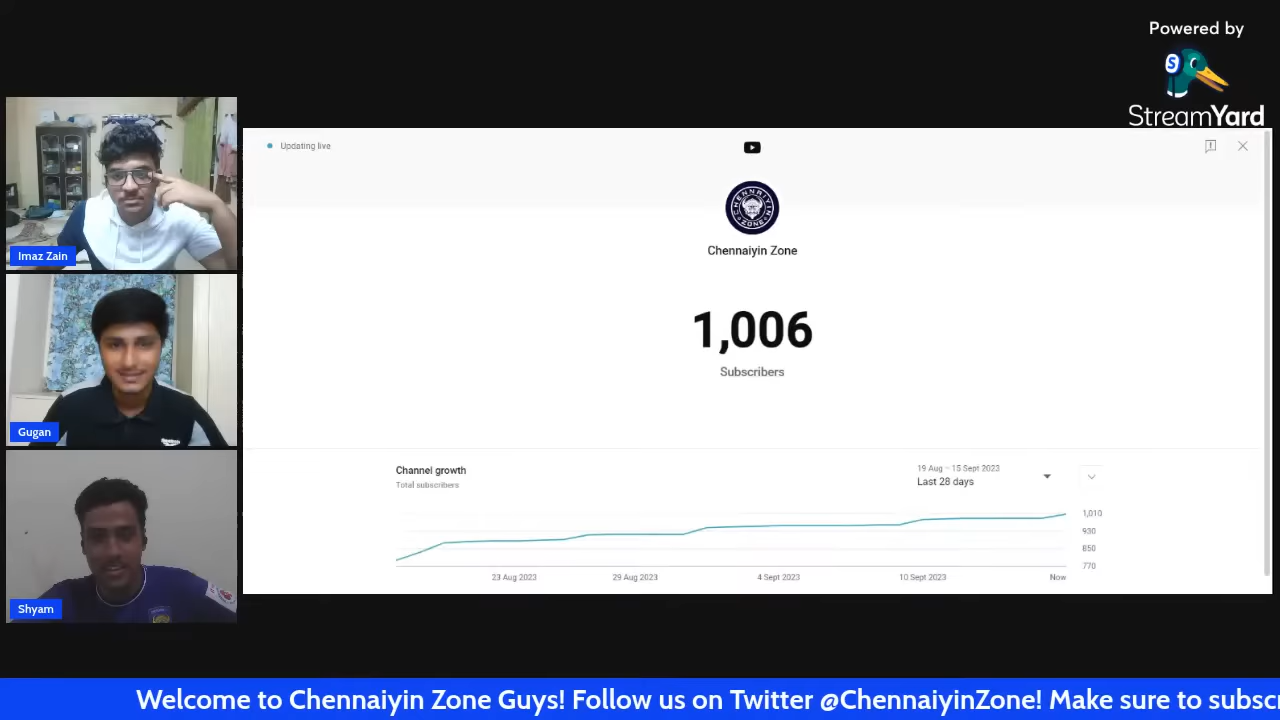 Powered by
StreamYard
Imaz Zain
Gugan
Shyam
Updating live
CHENNAIYIN
ZONE
Chennaiyin Zone
1,006
Subscribers
Channel growth
Total subscribers
19 Aug – 15 Sept 2023
Last 28 days
1,010
930
850
770
23 Aug 2023
29 Aug 2023
4 Sept 2023
10 Sept 2023
Now
Welcome to Chennaiyin Zone Guys! Follow us on Twitter @ChennaiyinZone! Make sure to subsc